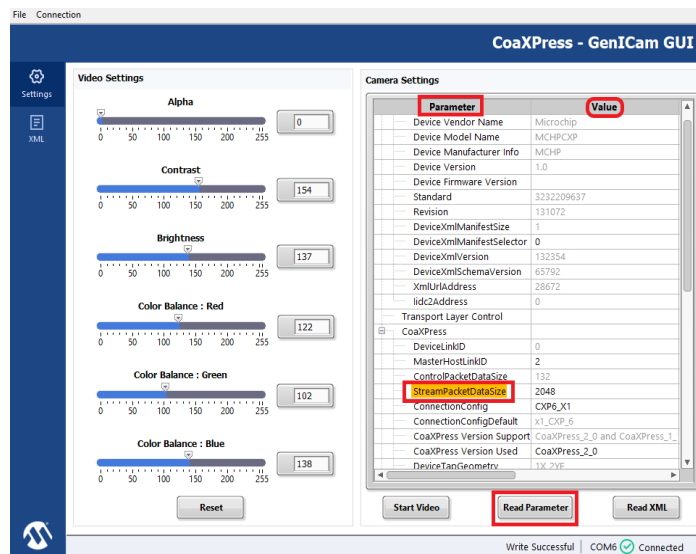 File Connection
CoaXPress - GenICam GUI
Settings
XML
Video Settings
Alpha
0
0 50 100 150 200 255
Contrast
154
0 50 100 150 200 255
Brightness
137
0 50 100 150 200 255
Color Balance : Red
122
0 50 100 150 200 255
Color Balance : Green
102
0 50 100 150 200 255
Color Balance : Blue
138
0 50 100 150 200 255
Reset
Camera Settings
Parameter Value
Device Vendor Name Microchip
Device Model Name MCHPCXP
Device Manufacturer Info MCHP
Device Version 1.0
Device Firmware Version
Standard 3232209637
Revision 131072
DeviceXmlManifestSize 1
DeviceXmlManifestSelector 0
DeviceXmlVersion 132354
DeviceXmlSchemaVersion 65792
XmlUrlAddress 28672
Iidc2Address 0
Transport Layer Control
CoaXPress
DeviceLinkID 0
MasterHostLinkID 2
ControlPacketDataSize 132
StreamPacketDataSize 2048
ConnectionConfig CXP6_X1
ConnectionConfigDefault x1_CXP_6
CoaXPress Version Support CoaXPress_2_0 and CoaXPress_1_
CoaXPress Version Used CoaXPress_2_0
DeviceTapGeometry 1X_2YE
Start Video Read Parameter Read XML
Write Successful COM6 Connected